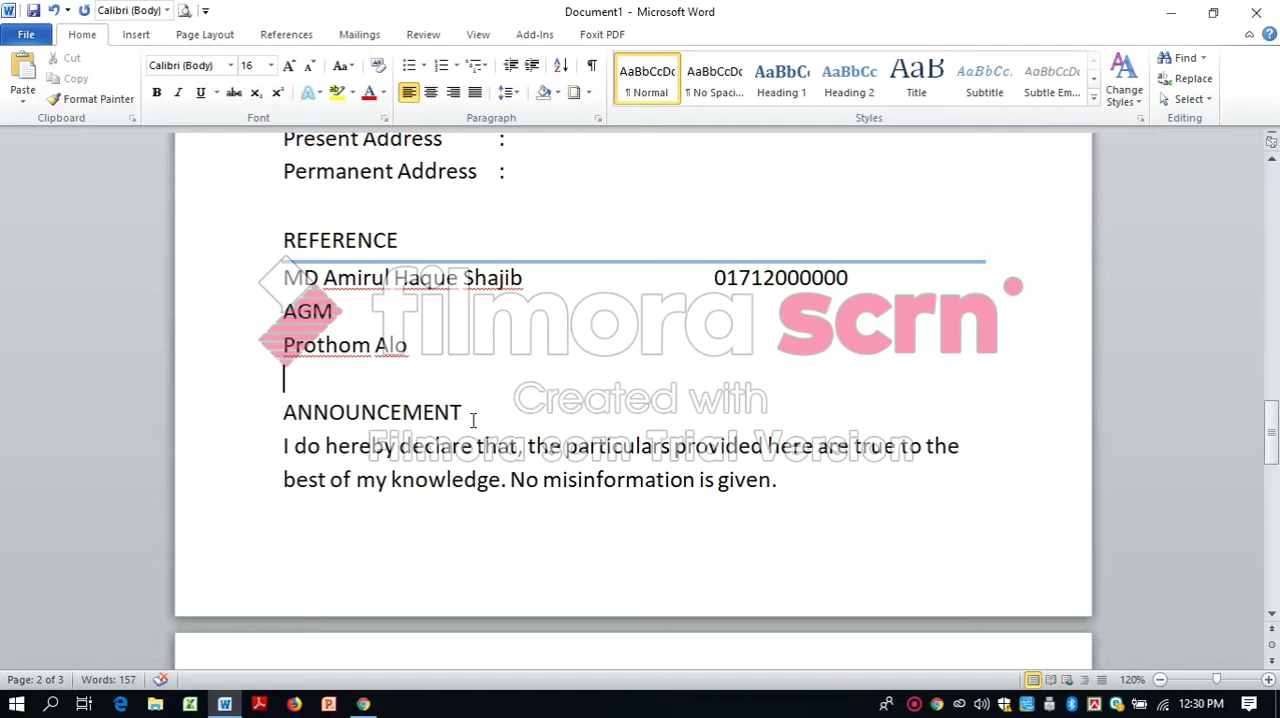 Calibri (Body)
Document1 - Microsoft Word
File Home Insert Page Layout References Mailings Review View Add-Ins Foxit PDF
Paste
Cut
Copy
Format Painter
Clipboard
Calibri (Body) 16
Font
Paragraph
AaBbCcDc AaBbCcDc AaBbCc AaBbCc AaB AaBbCc. AaBbCcDc
¶ Normal ¶ No Spaci... Heading 1 Heading 2 Title Subtitle Subtle Em...
Change
Styles
Styles
Find
Replace
Select
Editing
Present Address :
Permanent Address :
REFERENCE
MD Amirul Haque Shajib 01712000000
AGM
Prothom Alo
filmora scrn
Created with
Filmora scrn Trial Version
ANNOUNCEMENT
I do hereby declare that, the particulars provided here are true to the
best of my knowledge. No misinformation is given.
Page: 2 of 3 Words: 157 120%
12:30 PM